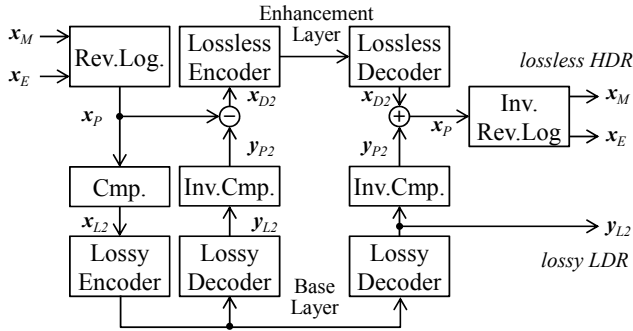 Enhancement
Layer
x_M
x_E
Rev.Log.
Lossless
Encoder
Lossless
Decoder
lossless HDR
x_D2
x_D2
x_P
−
+
x_P
Inv.
Rev.Log
x_M
x_E
y_P2
y_P2
Cmp.
Inv.Cmp.
Inv.Cmp.
x_L2
y_L2
y_L2
Lossy
Encoder
Lossy
Decoder
Lossy
Decoder
lossy LDR
Base
Layer